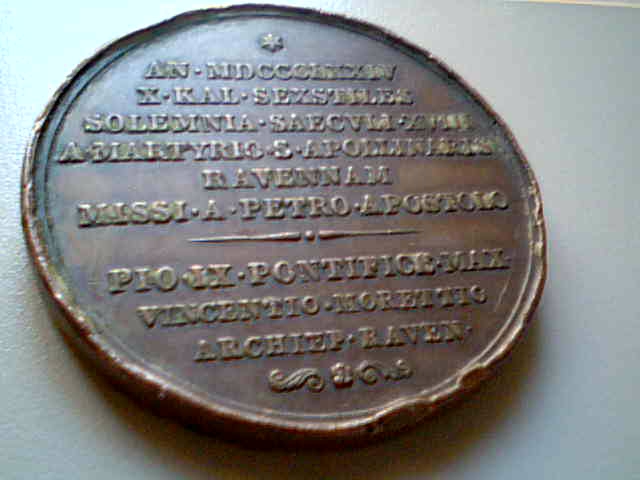 AN · MDCCCLXXIV
X · KAL · SEXSTILES
SOLEMNIA · SAECVLI · XVIII
A · MARTYRIO · S · APOLLINARIS
RAVENNAM
MISSI · A · PETRO · APOSTOLO
PIO · IX · PONTIFICE · MAX
VINCENTIO · MORETTIO
ARCHIEP · RAVEN ·